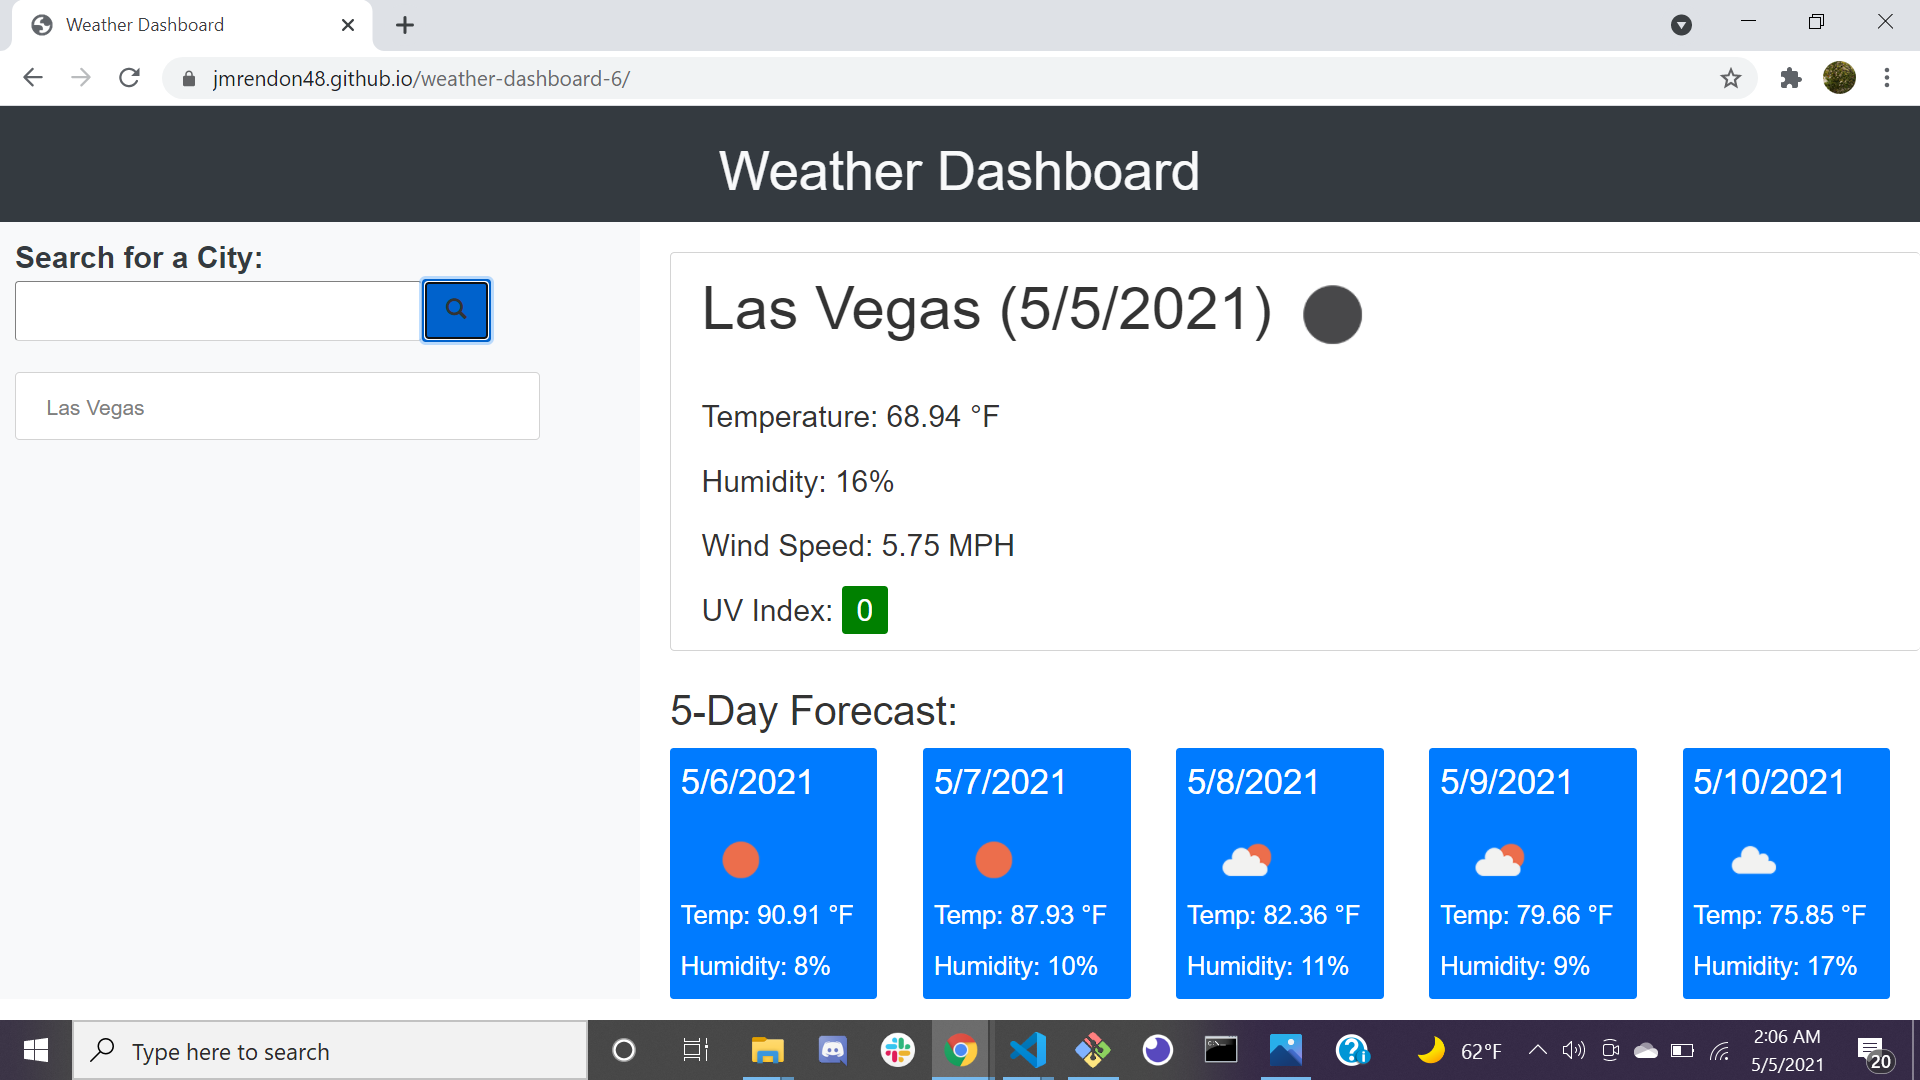 Weather Dashboard
jmrendon48.github.io/weather-dashboard-6/
Weather Dashboard
Search for a City:
Las Vegas
Las Vegas (5/5/2021)
Temperature: 68.94 °F
Humidity: 16%
Wind Speed: 5.75 MPH
UV Index: 0
5-Day Forecast:
5/6/2021
Temp: 90.91 °F
Humidity: 8%
5/7/2021
Temp: 87.93 °F
Humidity: 10%
5/8/2021
Temp: 82.36 °F
Humidity: 11%
5/9/2021
Temp: 79.66 °F
Humidity: 9%
5/10/2021
Temp: 75.85 °F
Humidity: 17%
Type here to search
62°F
2:06 AM
5/5/2021
20